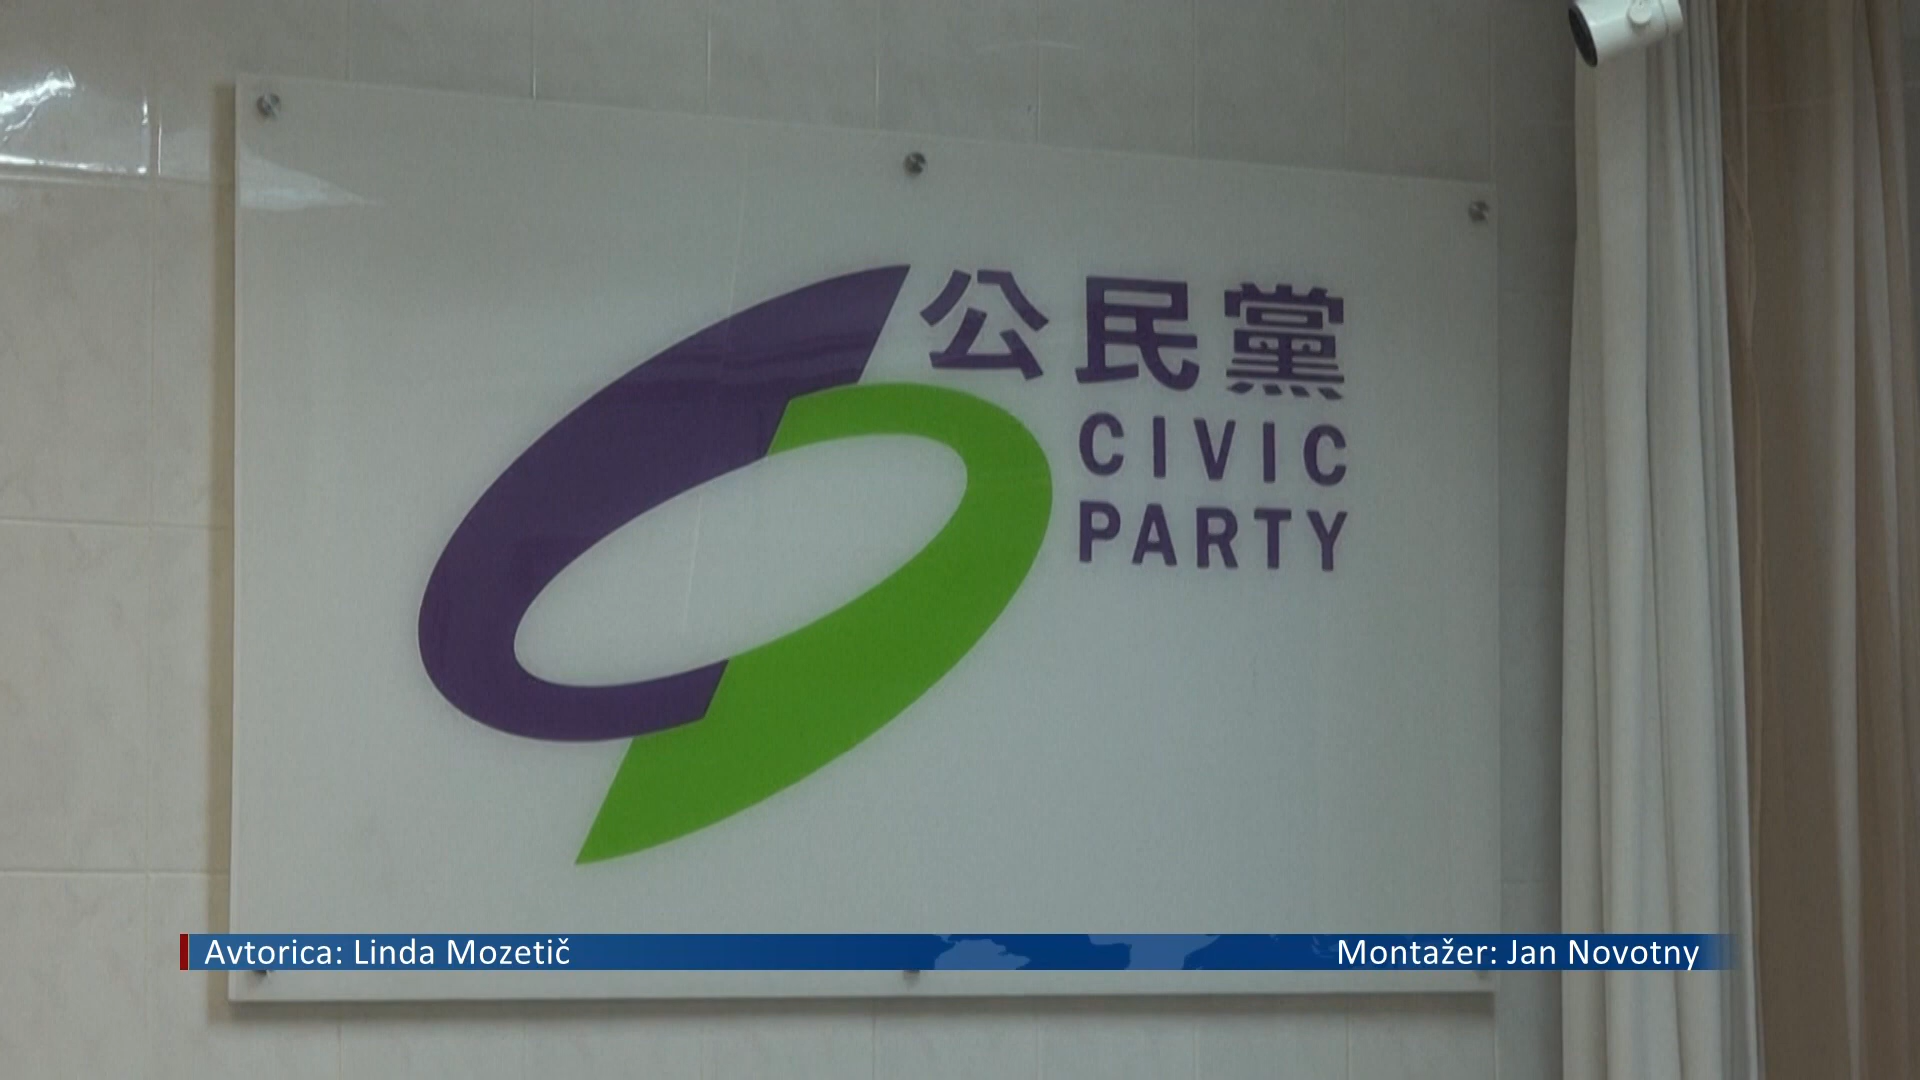 公民黨
CIVIC
PARTY
Avtorica: Linda Mozetič
Montažer: Jan Novotny